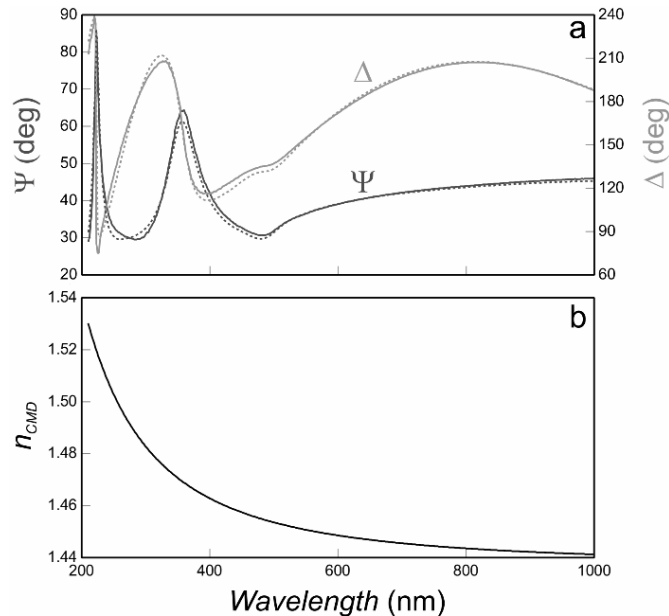 90
80
70
60
50
40
30
20
Ψ (deg)
a
Δ
Ψ
240
210
180
150
120
90
60
Δ (deg)
1.54
1.52
1.50
1.48
1.46
1.44
n_CMD
b
200 400 600 800 1000
Wavelength (nm)